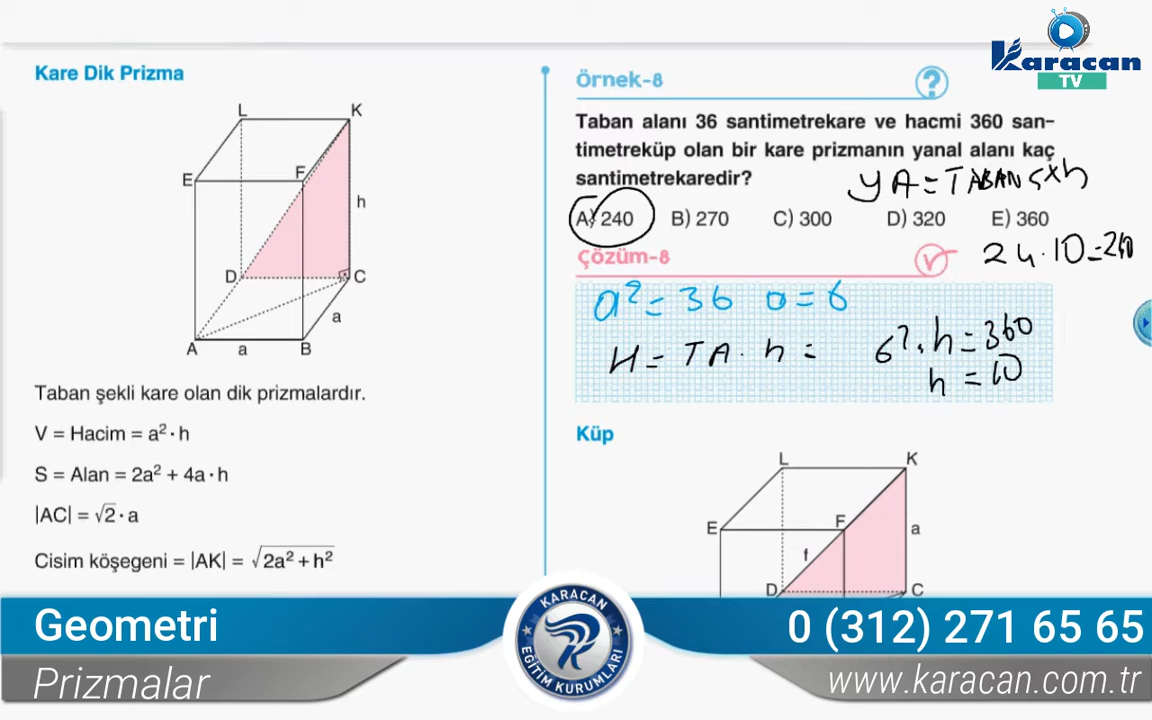 Karacan
TV
Kare Dik Prizma
L
K
E
F
h
D
C
a
A
a
B
Taban şekli kare olan dik prizmalardır.
V = Hacim = a²·h
S = Alan = 2a² + 4a·h
|AC| = √2·a
Cisim köşegeni = |AK| = √(2a²+h²)
Örnek-8
?
Taban alanı 36 santimetrekare ve hacmi 360 san-
timetreküp olan bir kare prizmanın yanal alanı kaç
santimetrekaredir?
YA = TABAN Ç x h
A) 240 B) 270 C) 300 D) 320 E) 360
24·10=240
Çözüm-8
a² = 36 a = 6
H = TA · h =
6²·h = 360
h = 10
Küp
L
K
E
F
a
f
D
C
Geometri
Prizmalar
KARACAN
EĞİTİM KURUMLARI
0 (312) 271 65 65
www.karacan.com.tr